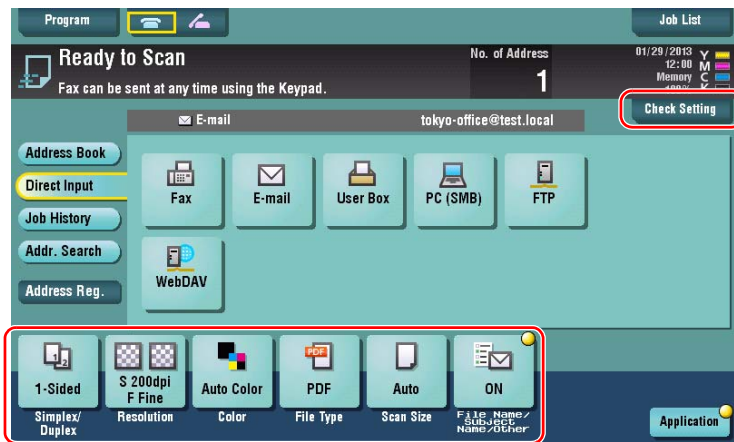 Program
Job List
Ready to Scan
Fax can be sent at any time using the Keypad.
No. of Address
1
01/29/2013
12:00
Memory
100%
Y
M
C
K
Check Setting
E-mail
tokyo-office@test.local
Address Book
Direct Input
Job History
Addr. Search
Address Reg.
Fax
E-mail
User Box
PC (SMB)
FTP
WebDAV
1-Sided
Simplex/
Duplex
S 200dpi
F Fine
Resolution
Auto Color
Color
PDF
PDF
File Type
Auto
Scan Size
ON
File Name/
Subject
Name/Other
Application